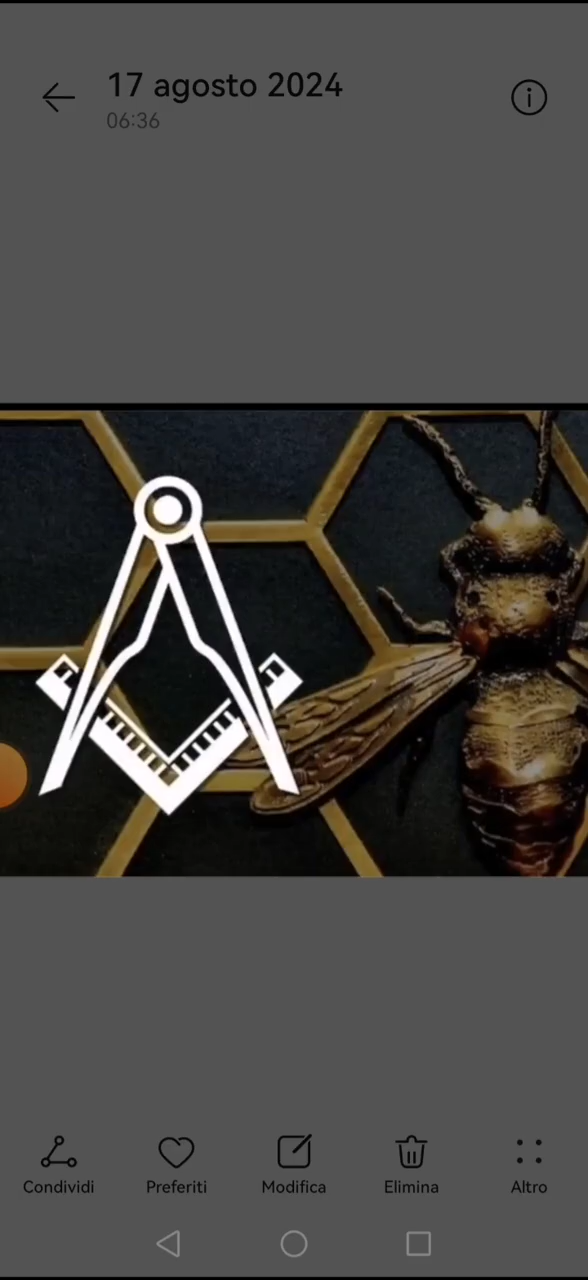 17 agosto 2024
06:36
Condividi
Preferiti
Modifica
Elimina
Altro